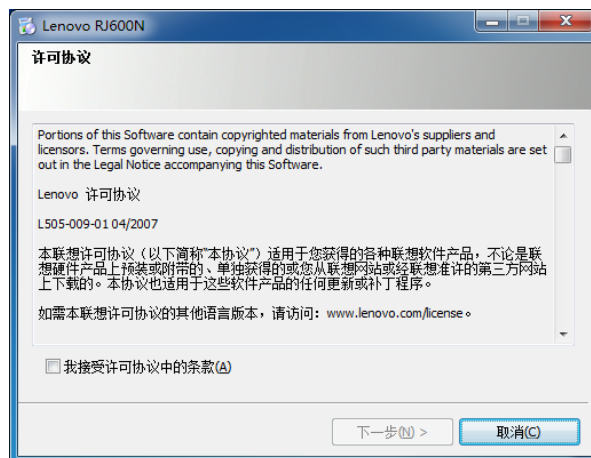 Lenovo RJ600N
许可协议
Portions of this Software contain copyrighted materials from Lenovo's suppliers and
licensors. Terms governing use, copying and distribution of such third party materials are set
out in the Legal Notice accompanying this Software.
Lenovo 许可协议
L505-009-01 04/2007
本联想许可协议（以下简称“本协议”）适用于您获得的各种联想软件产品，不论是联
想硬件产品上预装或附带的、单独获得的或您从联想网站或经联想准许的第三方网站
上下载的。本协议也适用于这些软件产品的任何更新或补丁程序。
如需本联想许可协议的其他语言版本，请访问：www.lenovo.com/license。
我接受许可协议中的条款(A)
下一步(N) >
取消(C)